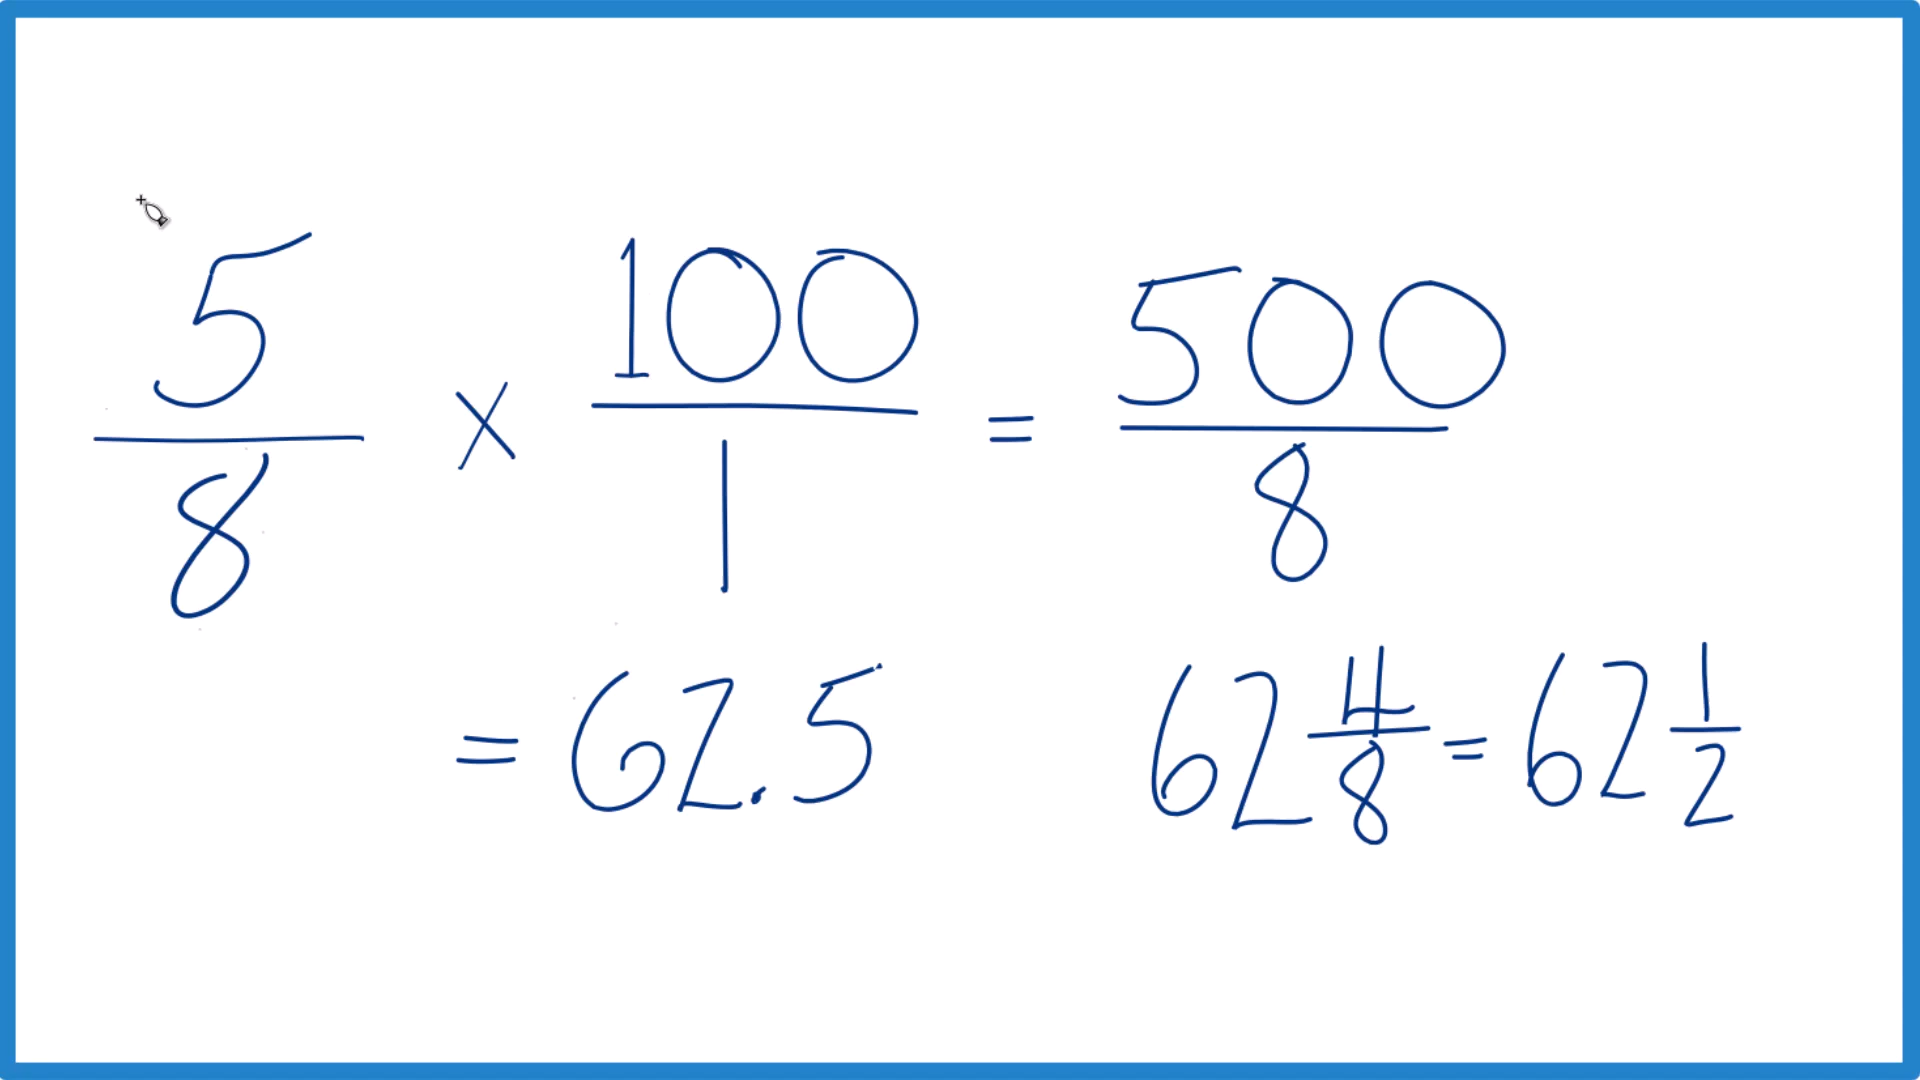 5/8 × 100/1 = 500/8
= 62.5 62 4/8 = 62 1/2